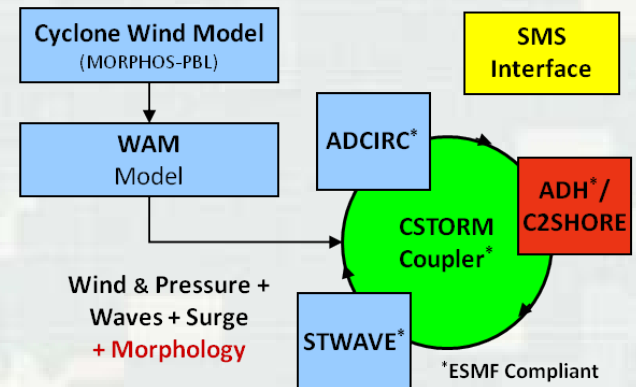 Cyclone Wind Model
(MORPHOS-PBL)
SMS
Interface
WAM
Model
ADCIRC*
ADH*/
C2SHORE
CSTORM
Coupler*
Wind & Pressure +
Waves + Surge
+ Morphology
STWAVE*
*ESMF Compliant